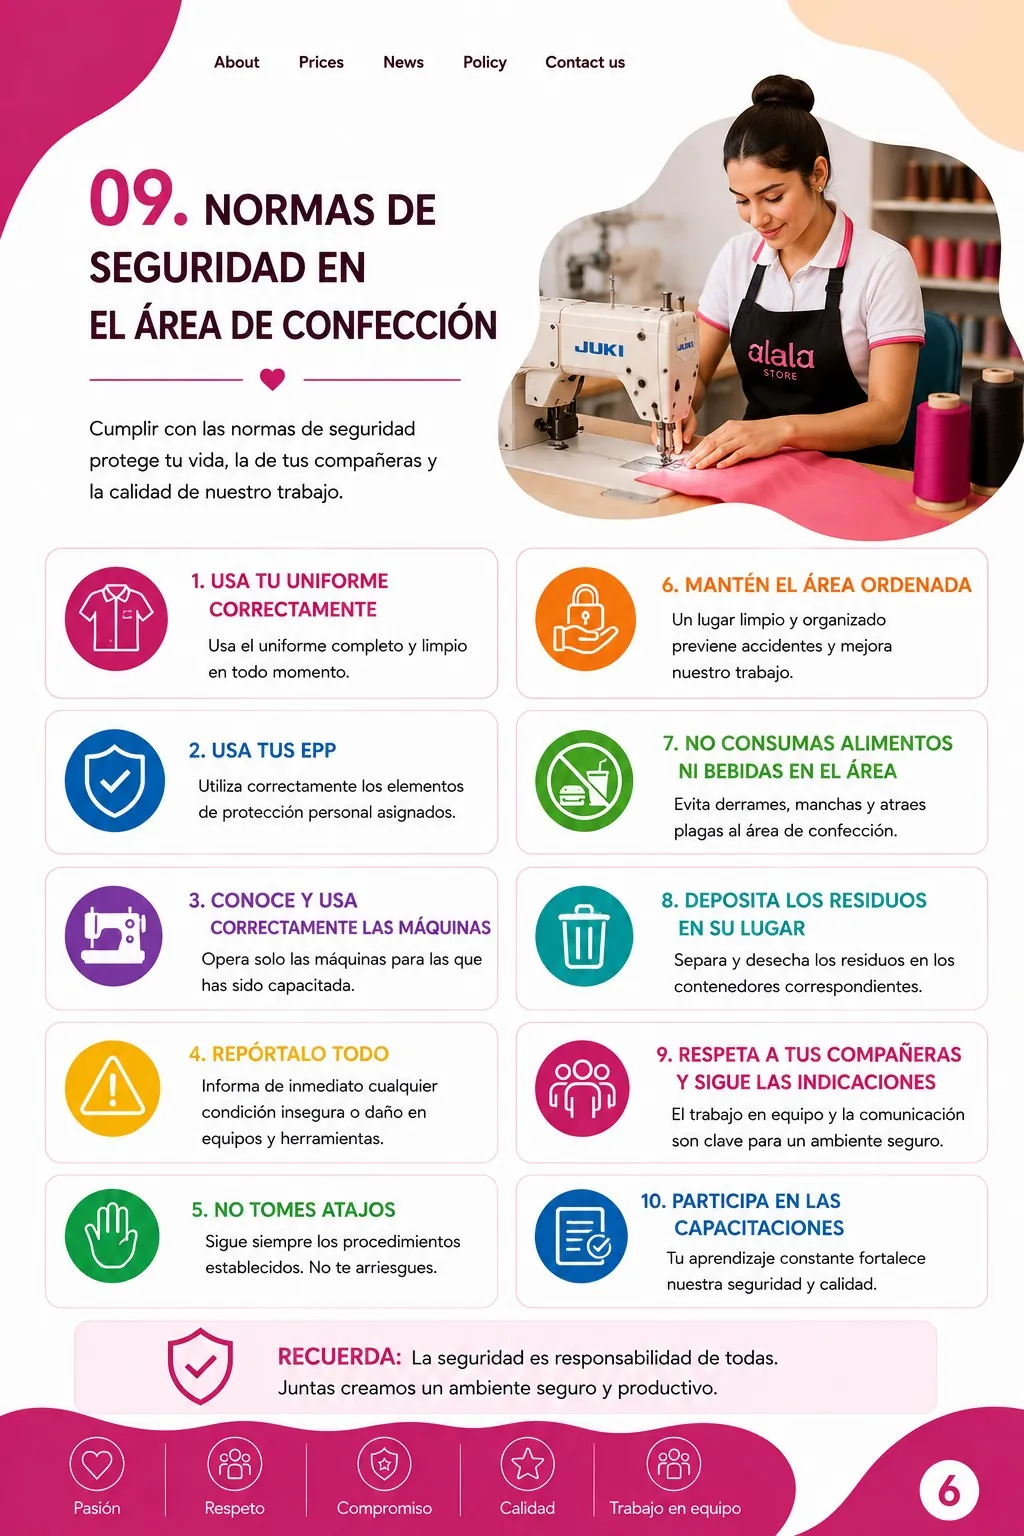 About Prices News Policy Contact us
09. NORMAS DE
SEGURIDAD EN
EL ÁREA DE CONFECCIÓN
Cumplir con las normas de seguridad
protege tu vida, la de tus compañeras y
la calidad de nuestro trabajo.
JUKI
JUKI
alala
STORE
1. USA TU UNIFORME
CORRECTAMENTE
Usa el uniforme completo y limpio
en todo momento.
2. USA TUS EPP
Utiliza correctamente los elementos
de protección personal asignados.
3. CONOCE Y USA
CORRECTAMENTE LAS MÁQUINAS
Opera solo las máquinas para las que
has sido capacitada.
4. REPÓRTALO TODO
Informa de inmediato cualquier
condición insegura o daño en
equipos y herramientas.
5. NO TOMES ATAJOS
Sigue siempre los procedimientos
establecidos. No te arriesgues.
6. MANTÉN EL ÁREA ORDENADA
Un lugar limpio y organizado
previene accidentes y mejora
nuestro trabajo.
7. NO CONSUMAS ALIMENTOS
NI BEBIDAS EN EL ÁREA
Evita derrames, manchas y atraes
plagas al área de confección.
8. DEPOSITA LOS RESIDUOS
EN SU LUGAR
Separa y desecha los residuos en los
contenedores correspondientes.
9. RESPETA A TUS COMPAÑERAS
Y SIGUE LAS INDICACIONES
El trabajo en equipo y la comunicación
son clave para un ambiente seguro.
10. PARTICIPA EN LAS
CAPACITACIONES
Tu aprendizaje constante fortalece
nuestra seguridad y calidad.
RECUERDA: La seguridad es responsabilidad de todas.
Juntas creamos un ambiente seguro y productivo.
Pasión Respeto Compromiso Calidad Trabajo en equipo
6